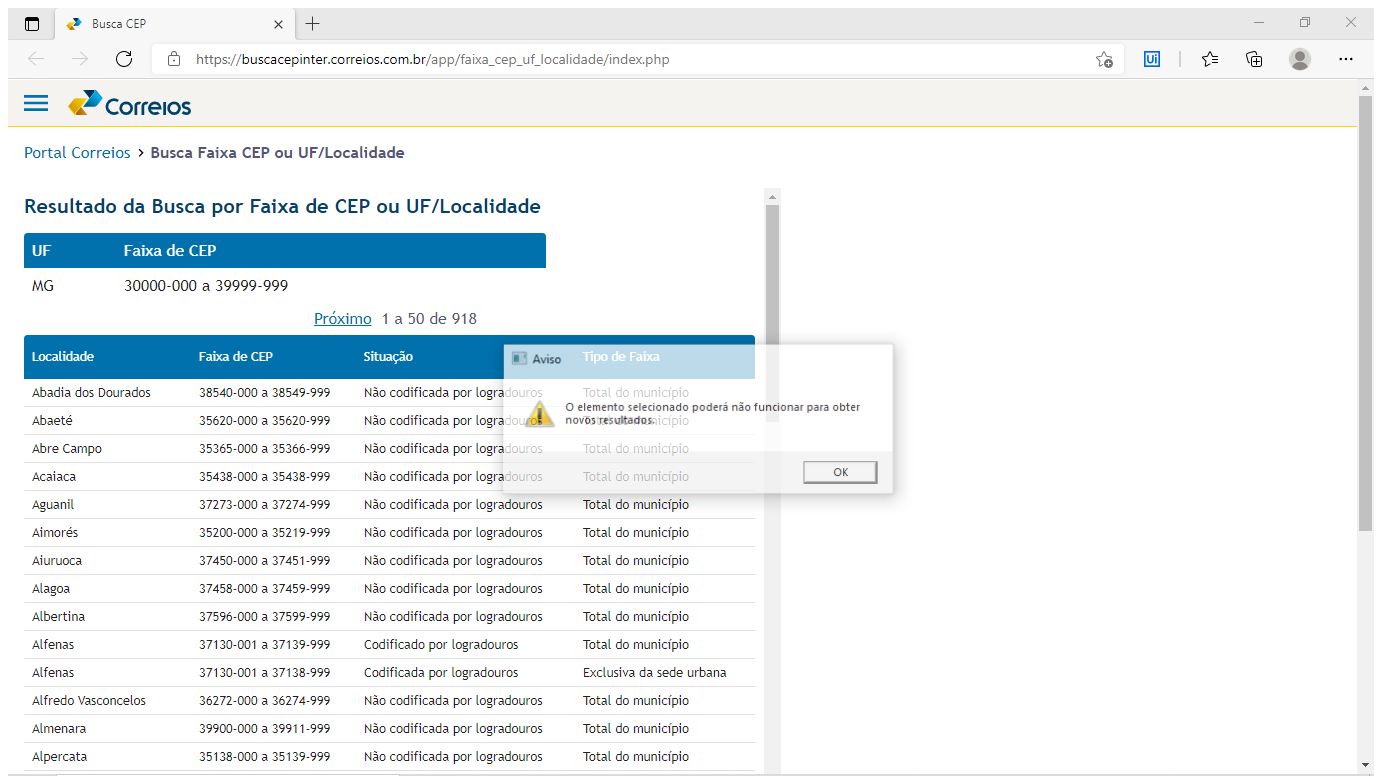 Busca CEP
https://buscacepinter.correios.com.br/app/faixa_cep_uf_localidade/index.php
Ui
Correios
Portal Correios > Busca Faixa CEP ou UF/Localidade
Resultado da Busca por Faixa de CEP ou UF/Localidade
UF Faixa de CEP
MG 30000-000 a 39999-999
Próximo 1 a 50 de 918
Localidade Faixa de CEP Situação Tipo de Faixa
Abadia dos Dourados 38540-000 a 38549-999 Não codificada por logradouros Total do município
Abaeté 35620-000 a 35620-999 Não codificada por logradouros Total do município
Abre Campo 35365-000 a 35366-999 Não codificada por logradouros Total do município
Acaiaca 35438-000 a 35438-999 Não codificada por logradouros Total do município
Aguanil 37273-000 a 37274-999 Não codificada por logradouros Total do município
Aimorés 35200-000 a 35219-999 Não codificada por logradouros Total do município
Aiuruoca 37450-000 a 37451-999 Não codificada por logradouros Total do município
Alagoa 37458-000 a 37459-999 Não codificada por logradouros Total do município
Albertina 37596-000 a 37599-999 Não codificada por logradouros Total do município
Alfenas 37130-001 a 37139-999 Codificado por logradouros Total do município
Alfenas 37130-001 a 37138-999 Codificada por logradouros Exclusiva da sede urbana
Alfredo Vasconcelos 36272-000 a 36274-999 Não codificada por logradouros Total do município
Almenara 39900-000 a 39911-999 Não codificada por logradouros Total do município
Alpercata 35138-000 a 35139-999 Não codificada por logradouros Total do município
Aviso
O elemento selecionado poderá não funcionar para obter
novos resultados.
OK